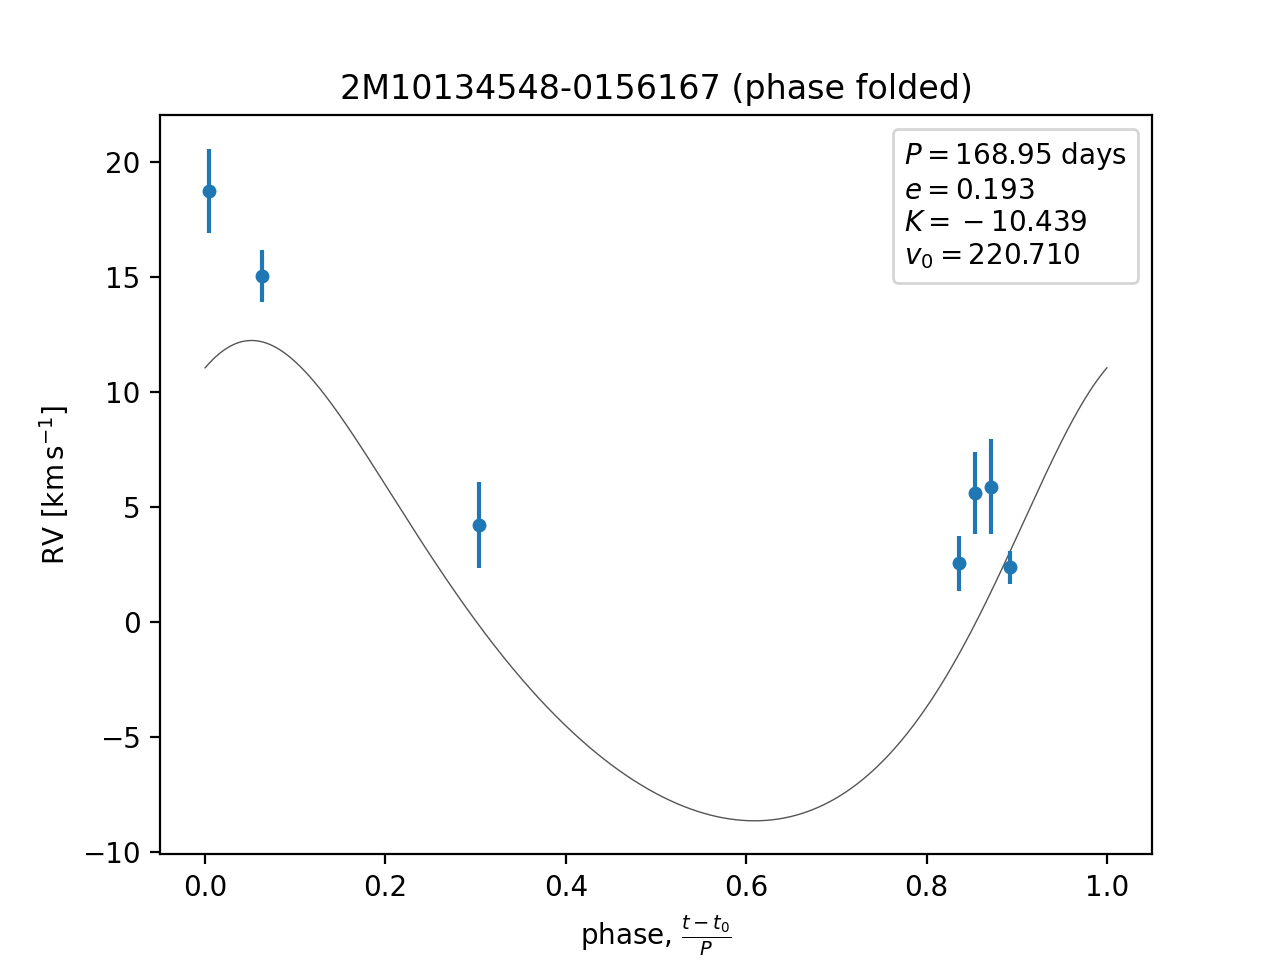 2M10134548-0156167 (phase folded)
P = 168.95 days
e = 0.193
K = − 10.439
v₀ = 220.710
RV [km s⁻¹]
20
15
10
5
0
−5
−10
0.0 0.2 0.4 0.6 0.8 1.0
phase, (t − t₀)/P